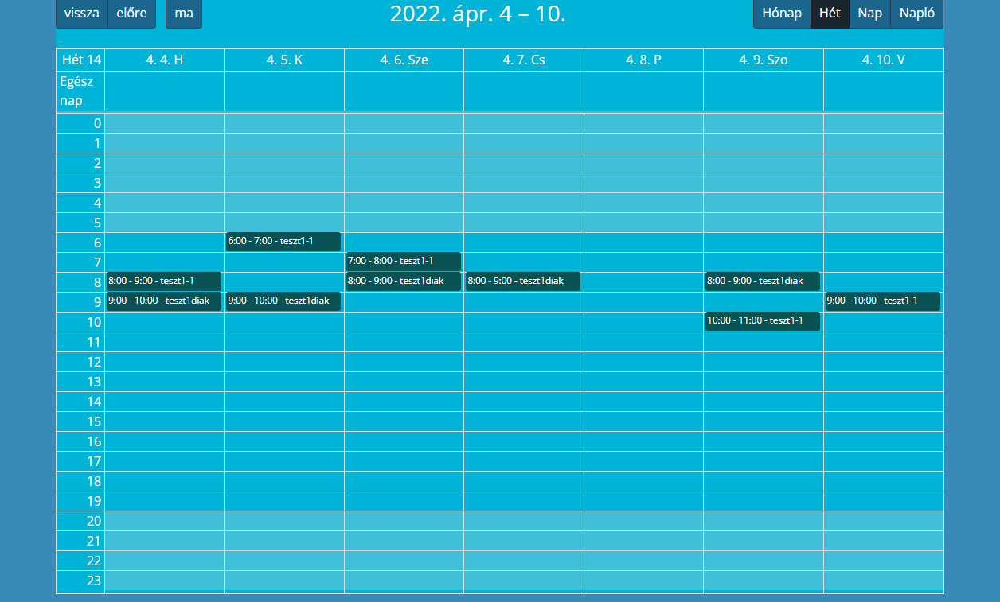 vissza előre ma 2022. ápr. 4 – 10. Hónap Hét Nap Napló
Hét 14 4. 4. H 4. 5. K 4. 6. Sze 4. 7. Cs 4. 8. P 4. 9. Szo 4. 10. V
Egész
nap
0
1
2
3
4
5
6 6:00 - 7:00 - teszt1-1
7 7:00 - 8:00 - teszt1-1
8 8:00 - 9:00 - teszt1-1 8:00 - 9:00 - teszt1diak 8:00 - 9:00 - teszt1diak 8:00 - 9:00 - teszt1diak
9 9:00 - 10:00 - teszt1diak 9:00 - 10:00 - teszt1diak 9:00 - 10:00 - teszt1-1
10 10:00 - 11:00 - teszt1-1
11
12
13
14
15
16
17
18
19
20
21
22
23